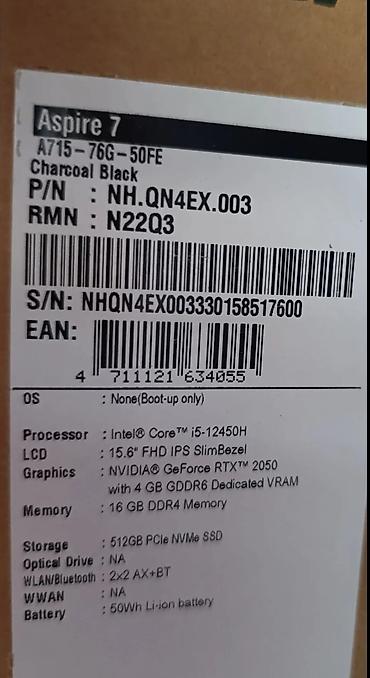 Aspire 7
A715-76G-50FE
Charcoal Black
P/N : NH.QN4EX.003
RMN : N22Q3
S/N: NHQN4EX003330158517600
EAN:
4 711121 634055
OS : None(Boot-up only)
Processor : Intel® Core™ i5-12450H
LCD : 15.6" FHD IPS SlimBezel
Graphics : NVIDIA® GeForce RTX™ 2050
with 4 GB GDDR6 Dedicated VRAM
Memory : 16 GB DDR4 Memory
Storage : 512GB PCIe NVMe SSD
Optical Drive : NA
WLAN/Bluetooth : 2x2 AX+BT
WWAN : NA
Battery : 50Wh Li-ion battery